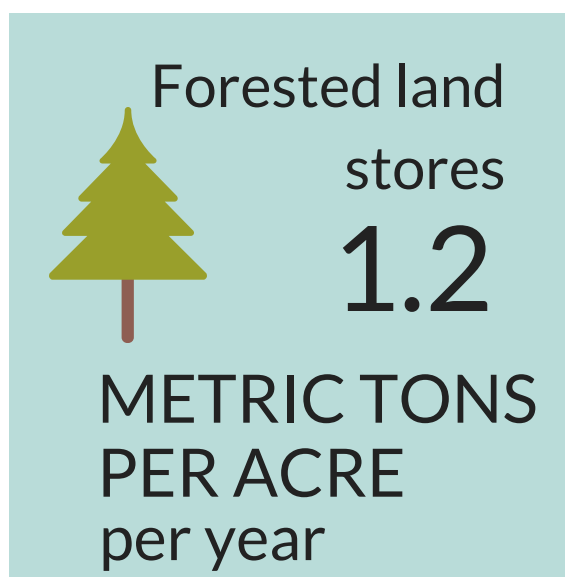 Forested land
stores
1.2
METRIC TONS
PER ACRE
per year